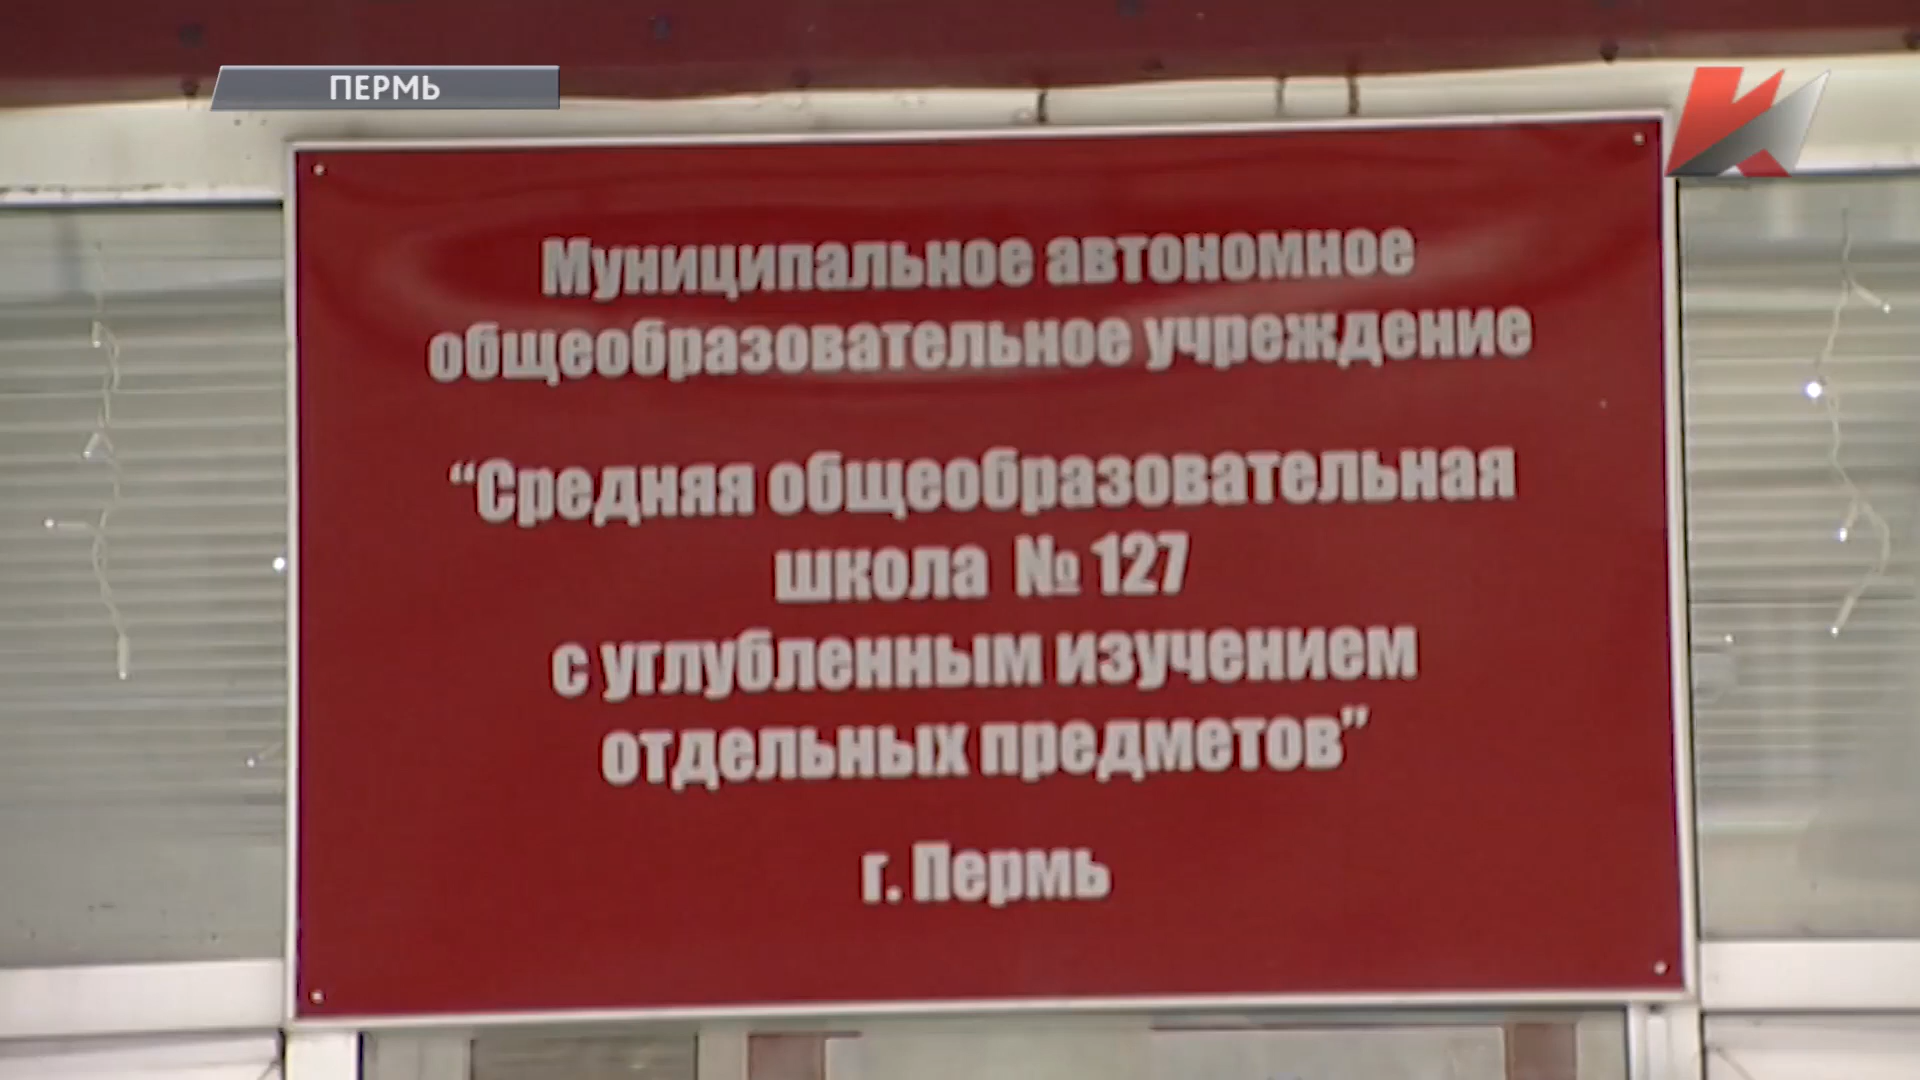 ПЕРМЬ
Муниципальное автономное
общеобразовательное учреждение
“Средняя общеобразовательная
школа № 127
с углубленным изучением
отдельных предметов”
г. Пермь